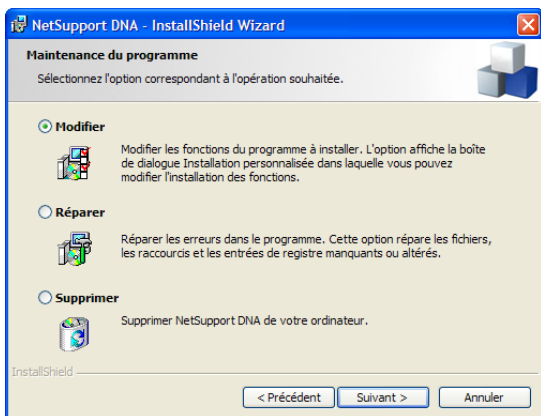 NetSupport DNA - InstallShield Wizard
Maintenance du programme
Sélectionnez l'option correspondant à l'opération souhaitée.
Modifier
Modifier les fonctions du programme à installer. L'option affiche la boîte
de dialogue Installation personnalisée dans laquelle vous pouvez
modifier l'installation des fonctions.
Réparer
Réparer les erreurs dans le programme. Cette option répare les fichiers,
les raccourcis et les entrées de registre manquants ou altérés.
Supprimer
Supprimer NetSupport DNA de votre ordinateur.
InstallShield
< Précédent Suivant > Annuler